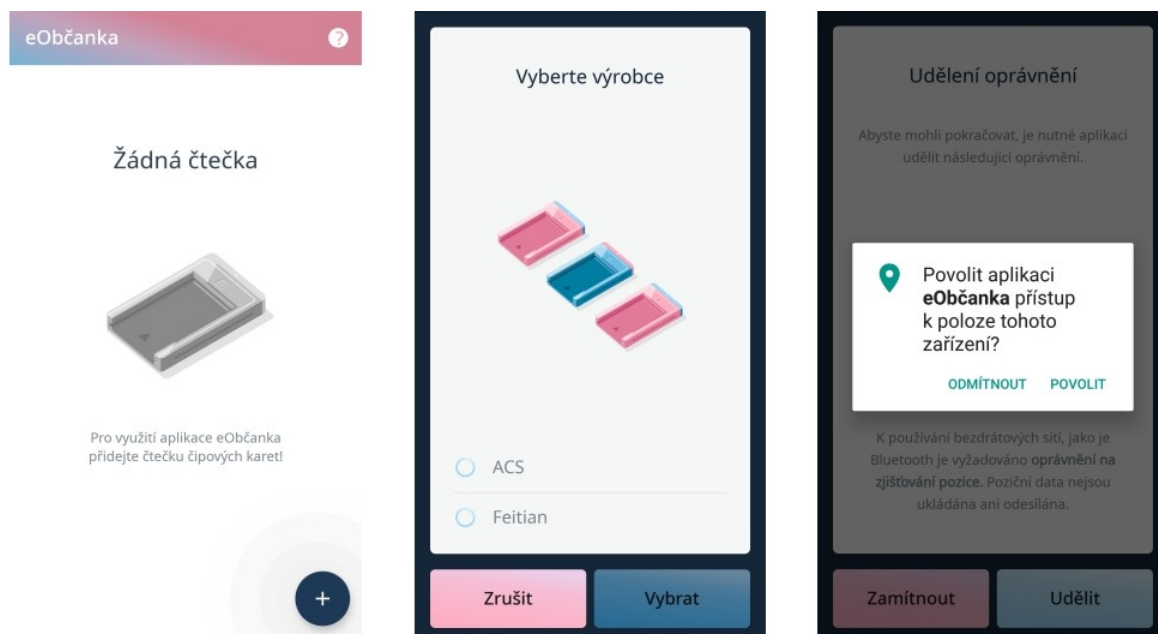 eObčanka
?
Žádná čtečka
Pro využití aplikace eObčanka
přidejte čtečku čipových karet!
+
Vyberte výrobce
ACS
Feitian
Zrušit
Vybrat
Udělení oprávnění
Abyste mohli pokračovat, je nutné aplikaci
udělit následující oprávnění.
Povolit aplikaci
eObčanka přístup
k poloze tohoto
zařízení?
ODMÍTNOUT POVOLIT
K používání bezdrátových sítí, jako je
Bluetooth je vyžadováno oprávnění na
zjišťování pozice. Poziční data nejsou
ukládána ani odesílána.
Zamítnout
Udělit